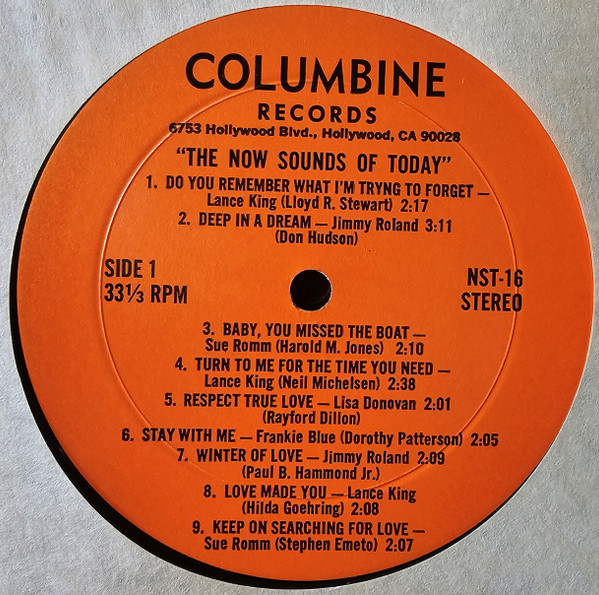 COLUMBINE
RECORDS
6753 Hollywood Blvd., Hollywood, CA 90028
"THE NOW SOUNDS OF TODAY"
1. DO YOU REMEMBER WHAT I'M TRYNG TO FORGET —
Lance King (Lloyd R. Stewart) 2:17
2. DEEP IN A DREAM — Jimmy Roland 3:11
(Don Hudson)
SIDE 1
33⅓ RPM
NST-16
STEREO
3. BABY, YOU MISSED THE BOAT —
Sue Romm (Harold M. Jones) 2:10
4. TURN TO ME FOR THE TIME YOU NEED —
Lance King (Neil Michelsen) 2:38
5. RESPECT TRUE LOVE — Lisa Donovan 2:01
(Rayford Dillon)
6. STAY WITH ME — Frankie Blue (Dorothy Patterson) 2:05
7. WINTER OF LOVE — Jimmy Roland 2:09
(Paul B. Hammond Jr.)
8. LOVE MADE YOU — Lance King
(Hilda Goehring) 2:08
9. KEEP ON SEARCHING FOR LOVE —
Sue Romm (Stephen Emeto) 2:07